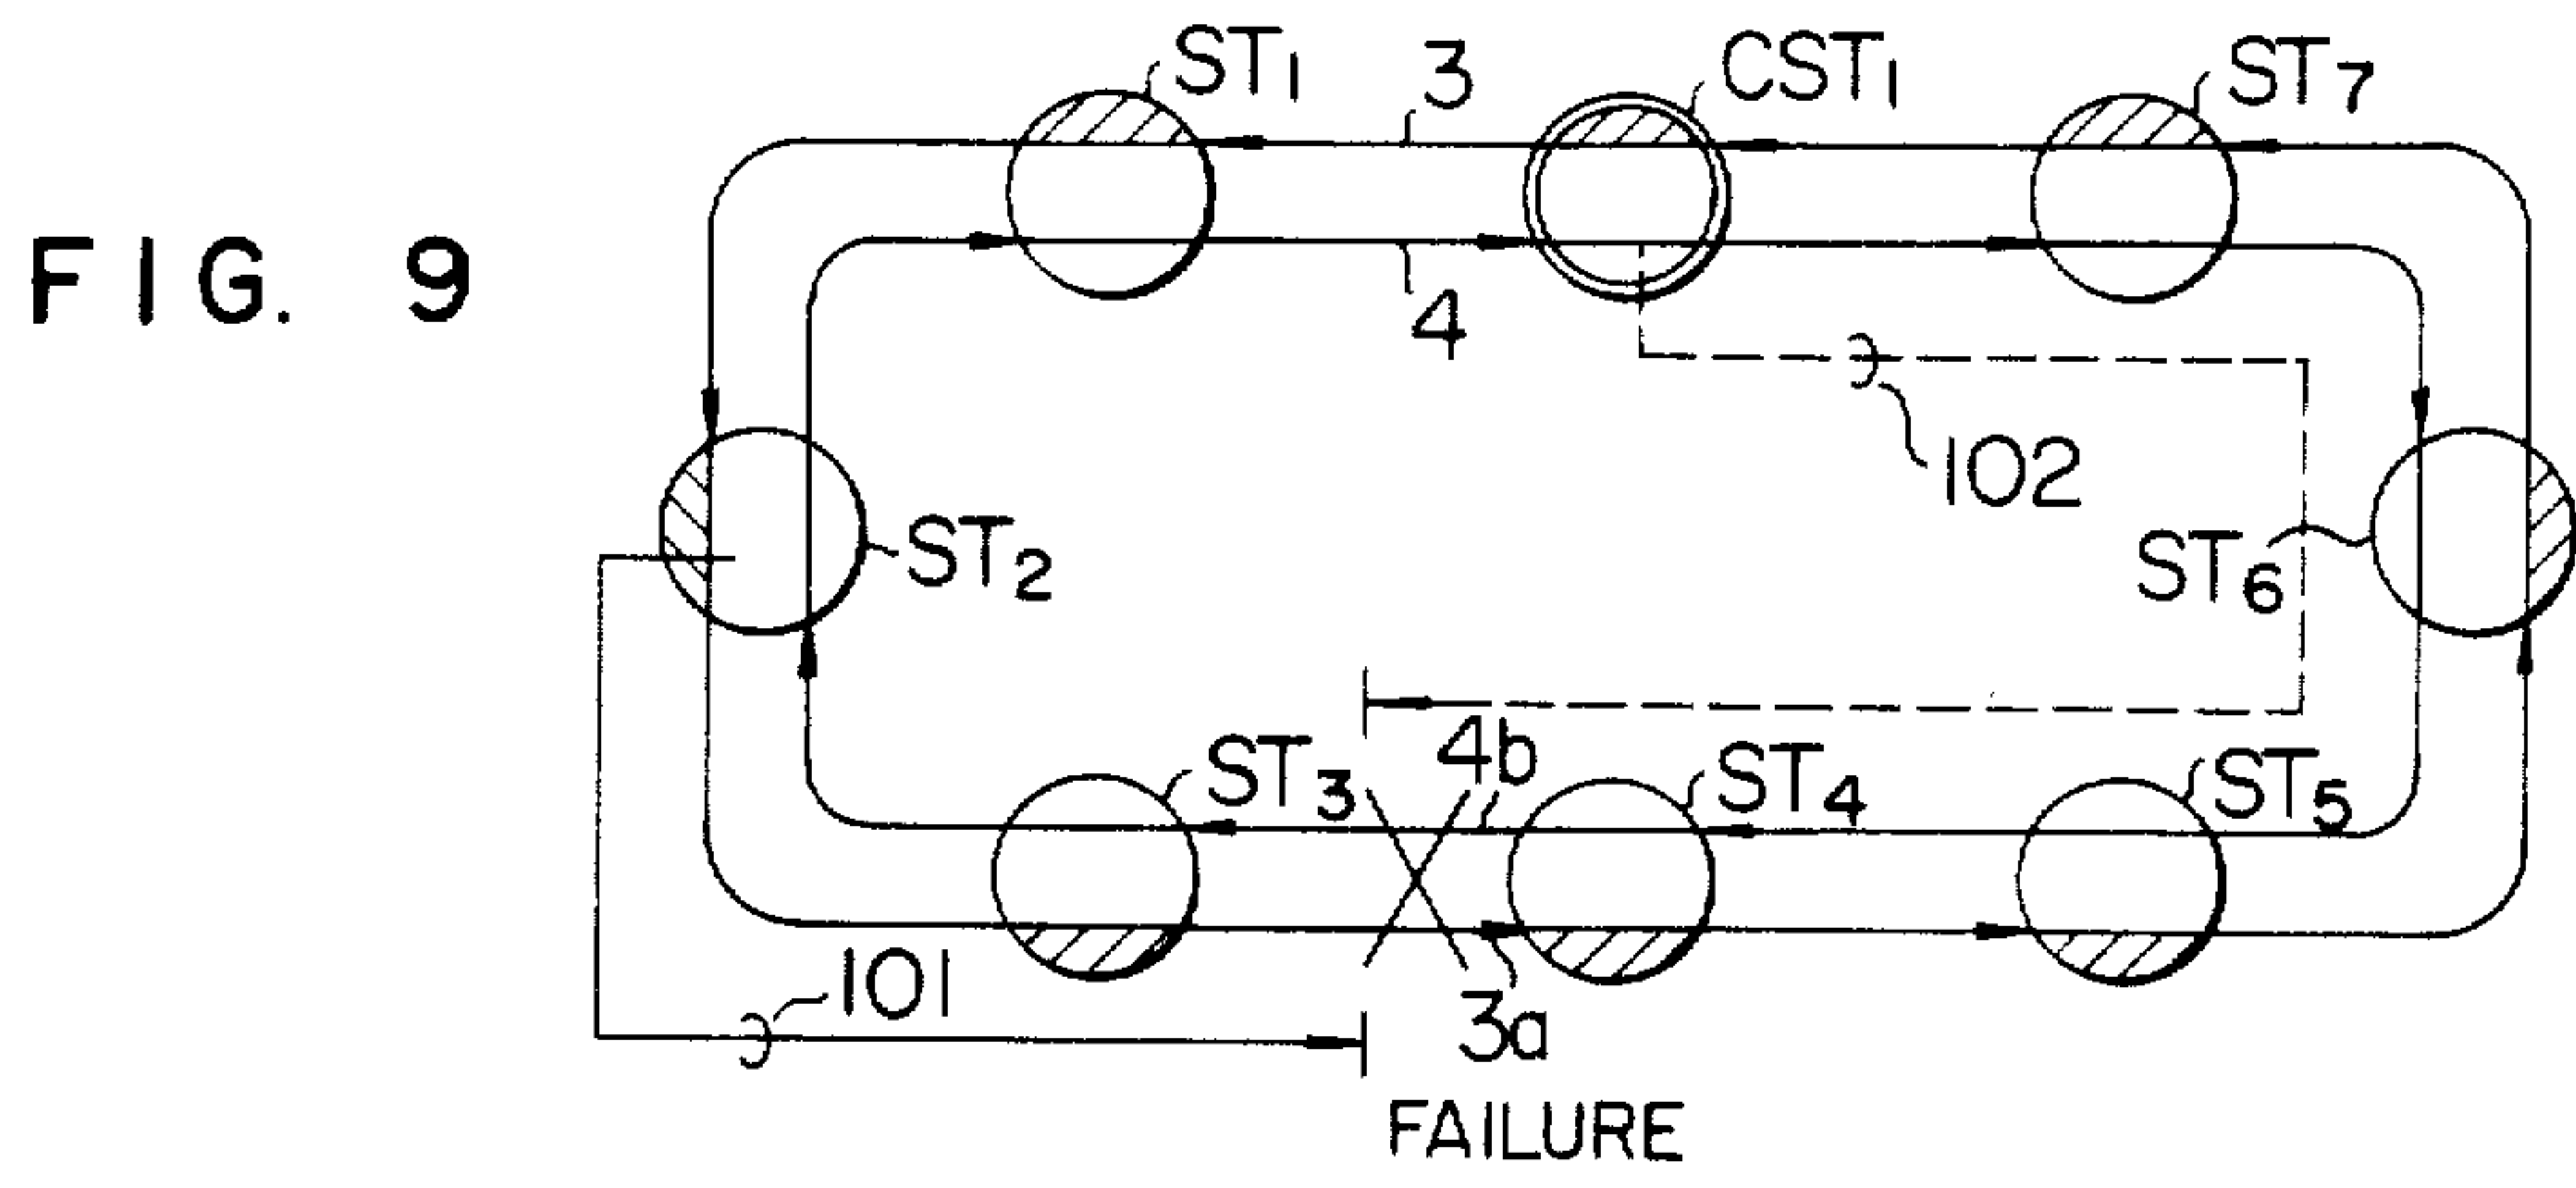 FIG. 9
ST1
3
CST1
ST7
4
102
ST2
ST6
ST3
4b
ST4
ST5
101
3a
FAILURE